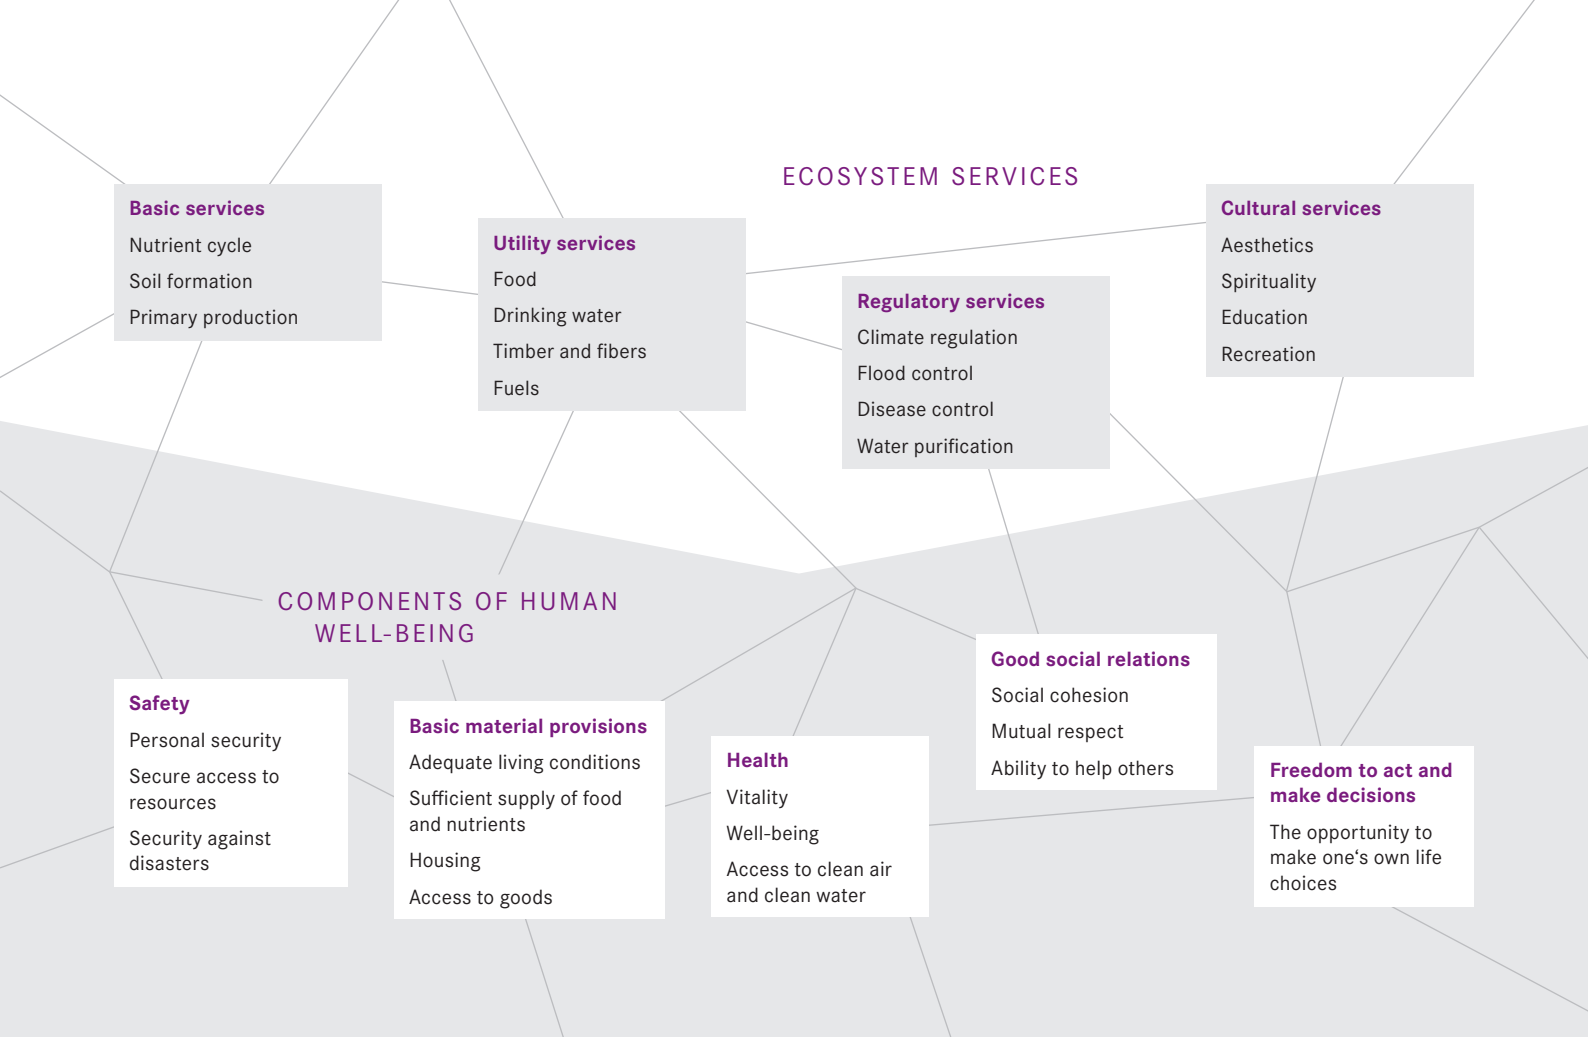 ECOSYSTEM SERVICES
Basic services
Nutrient cycle
Soil formation
Primary production
Utility services
Food
Drinking water
Timber and fibers
Fuels
Regulatory services
Climate regulation
Flood control
Disease control
Water purification
Cultural services
Aesthetics
Spirituality
Education
Recreation
COMPONENTS OF HUMAN
WELL-BEING
Safety
Personal security
Secure access to
resources
Security against
disasters
Basic material provisions
Adequate living conditions
Sufficient supply of food
and nutrients
Housing
Access to goods
Health
Vitality
Well-being
Access to clean air
and clean water
Good social relations
Social cohesion
Mutual respect
Ability to help others
Freedom to act and
make decisions
The opportunity to
make one‘s own life
choices